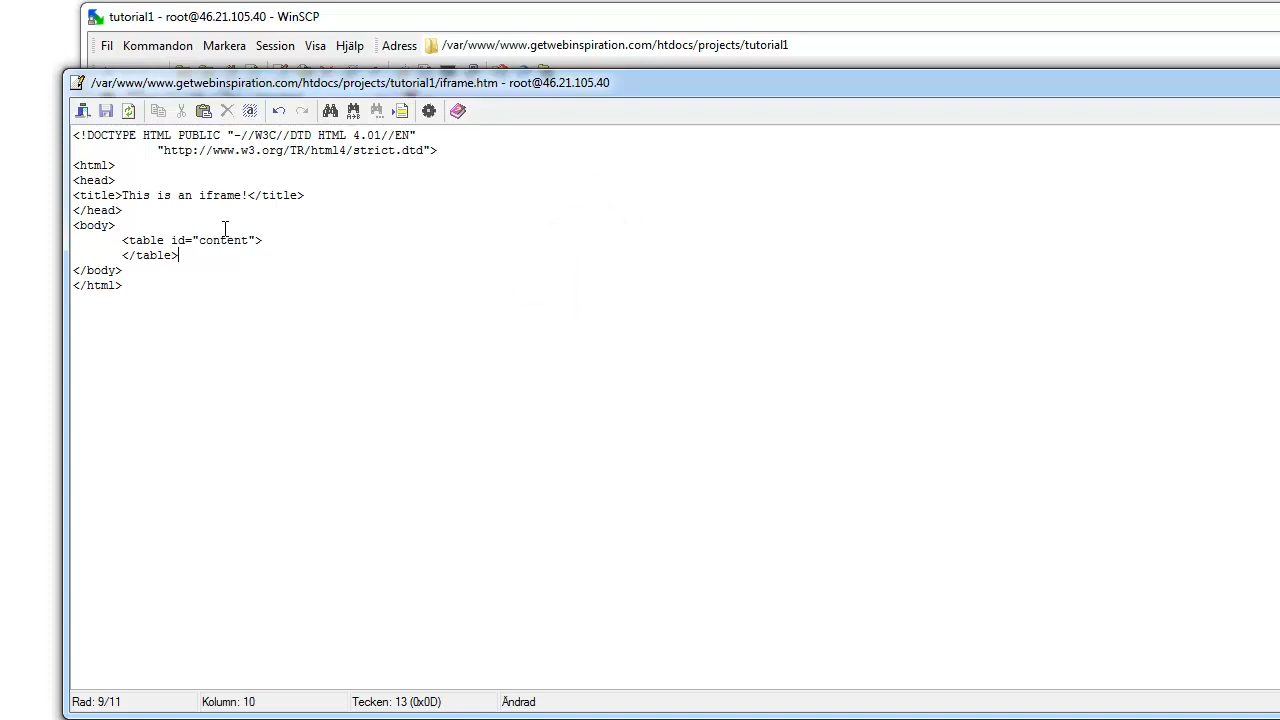 tutorial1 - root@46.21.105.40 - WinSCP
Fil Kommandon Markera Session Visa Hjälp Adress /var/www/www.getwebinspiration.com/htdocs/projects/tutorial1
/var/www/www.getwebinspiration.com/htdocs/projects/tutorial1/iframe.htm - root@46.21.105.40
<!DOCTYPE HTML PUBLIC "-//W3C//DTD HTML 4.01//EN"
"http://www.w3.org/TR/html4/strict.dtd">
<html>
<head>
<title>This is an iframe!</title>
</head>
<body>
<table id="content">
</table>
</body>
</html>
Rad: 9/11 Kolumn: 10 Tecken: 13 (0x0D) Ändrad